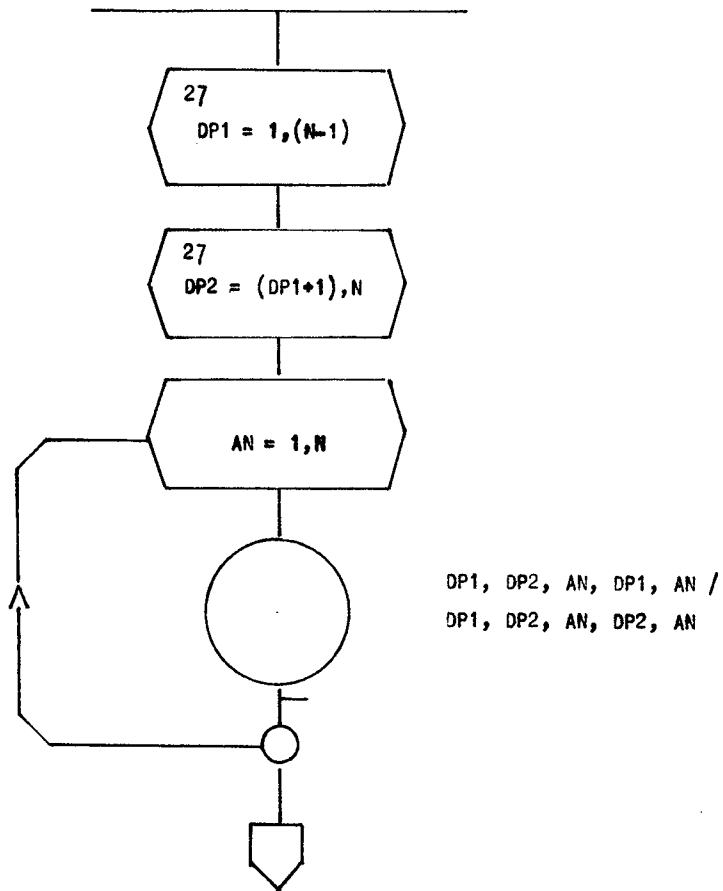 27
DP1 = 1,(N-1)
27
DP2 = (DP1+1),N
AN = 1,N
DP1, DP2, AN, DP1, AN /
DP1, DP2, AN, DP2, AN